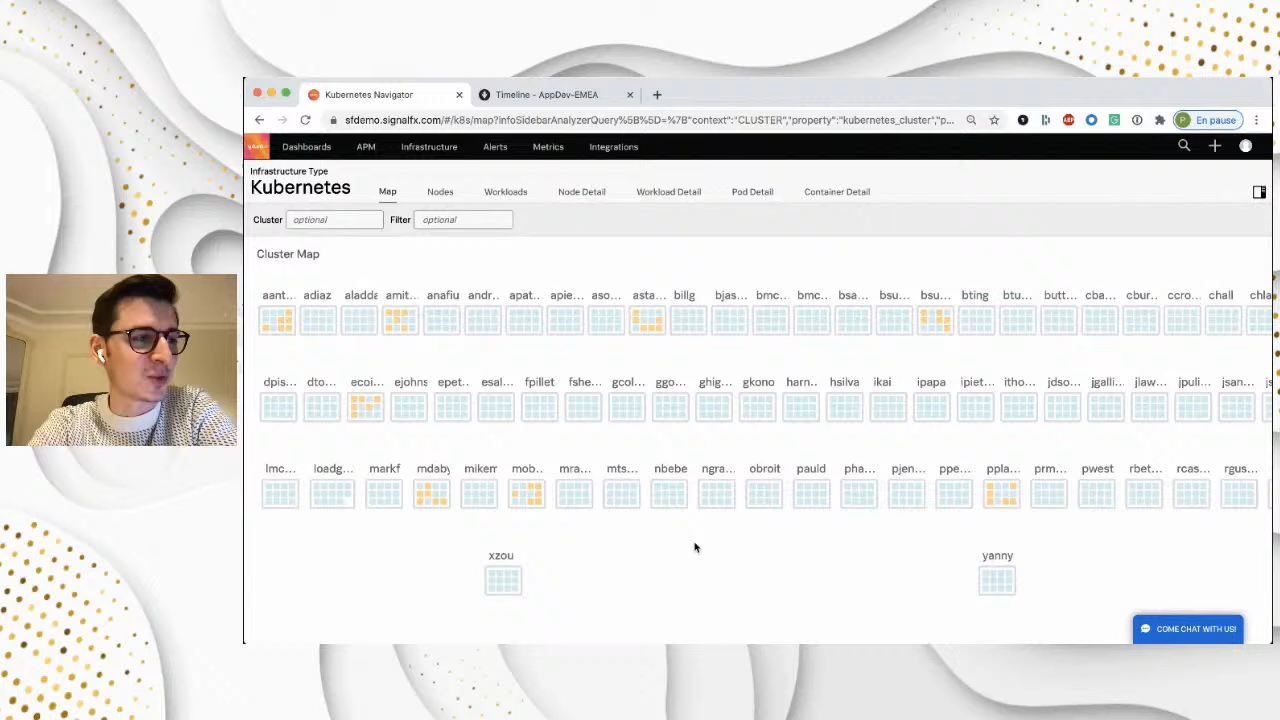 Kubernetes Navigator
Timeline - AppDev-EMEA
sfdemo.signalfx.com/#/k8s/map?infoSidebarAnalyzerQuery%5B%5D=%7B"context":"CLUSTER","property":"kubernetes_cluster","p...
En pause
Dashboards APM Infrastructure Alerts Metrics Integrations
Infrastructure Type
Kubernetes
Map Nodes Workloads Node Detail Workload Detail Pod Detail Container Detail
Cluster optional Filter optional
Cluster Map
aant... adiaz aladda amit... anafiu andr... apat... apie... aso... asta... billg bjas... bmc... bmc... bsa... bsu... bsu... bting btu... butt... cba... cbur... ccro... chall chla
dpis... dto... ecoi... ejohns epet... esal... fpillet fshe... gcol... ggo... ghig... gkono harn... hsilva ikai ipapa ipiet... itho... jdso... jgalli... jlaw... jpuli... jsan...
lmc... loadg... markf mdaby mikerr mob... mra... mts... nbebe ngra... obroit pauld pha... pjen... ppe... ppla... prm... pwest rbet... rcas... rgus...
xzou yanny
COME CHAT WITH US!